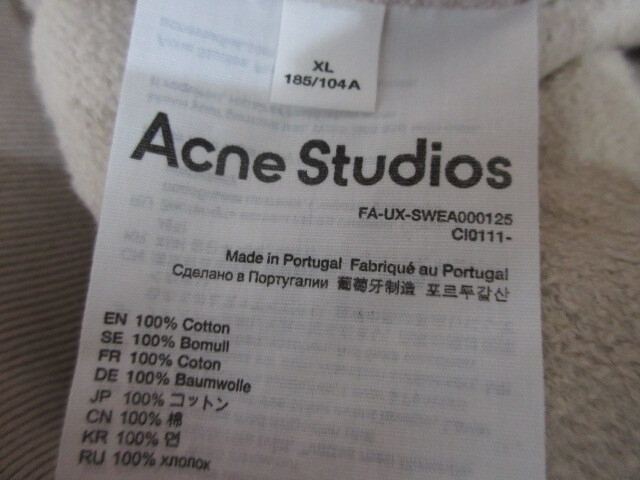 XL
185/104A
Acne Studios
FA-UX-SWEA000125
CI0111-
Made in Portugal Fabriqué au Portugal
Сделано в Португалии 葡萄牙制造 포르투갈산
EN 100% Cotton
SE 100% Bomull
FR 100% Coton
DE 100% Baumwolle
JP 100% コットン
CN 100% 棉
KR 100% 면
RU 100% хлопок